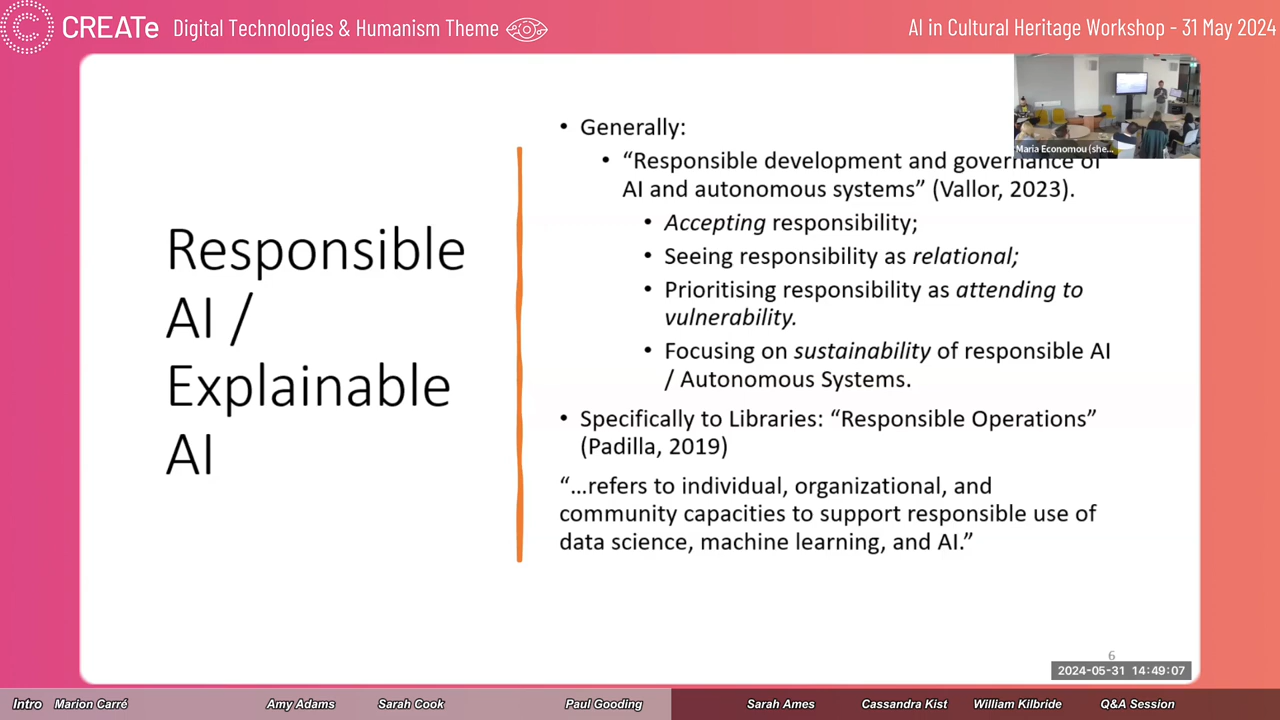 CREATe Digital Technologies & Humanism Theme
AI in Cultural Heritage Workshop - 31 May 2024
Maria Economou (she...
Responsible
AI /
Explainable
AI
• Generally:
• “Responsible development and governance of
AI and autonomous systems” (Vallor, 2023).
• Accepting responsibility;
• Seeing responsibility as relational;
• Prioritising responsibility as attending to
vulnerability.
• Focusing on sustainability of responsible AI
/ Autonomous Systems.
• Specifically to Libraries: “Responsible Operations”
(Padilla, 2019)
“…refers to individual, organizational, and
community capacities to support responsible use of
data science, machine learning, and AI.”
6
2024-05-31 14:49:07
Intro Marion Carré Amy Adams Sarah Cook Paul Gooding Sarah Ames Cassandra Kist William Kilbride Q&A Session